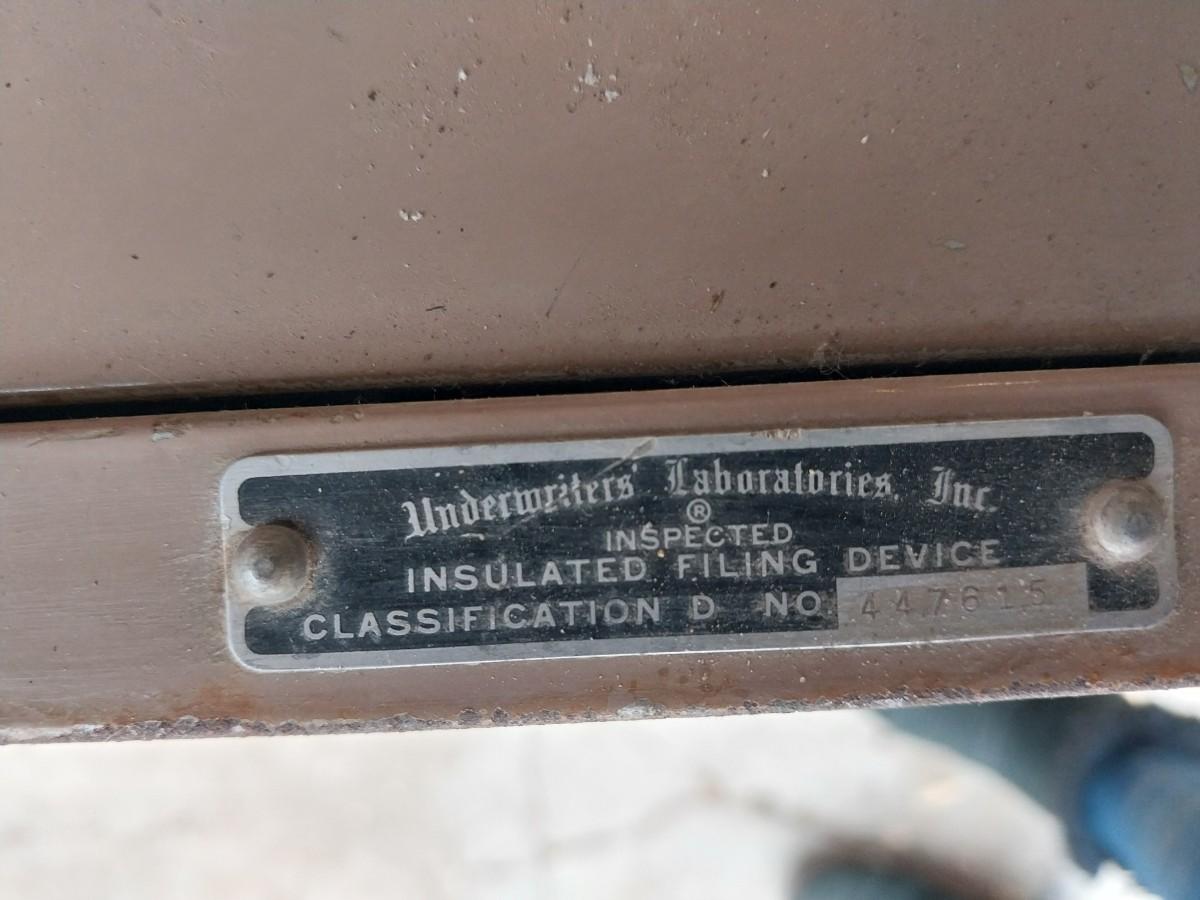 Underwriters' Laboratories, Inc.
®
INSPECTED
INSULATED FILING DEVICE
CLASSIFICATION D NO 447615